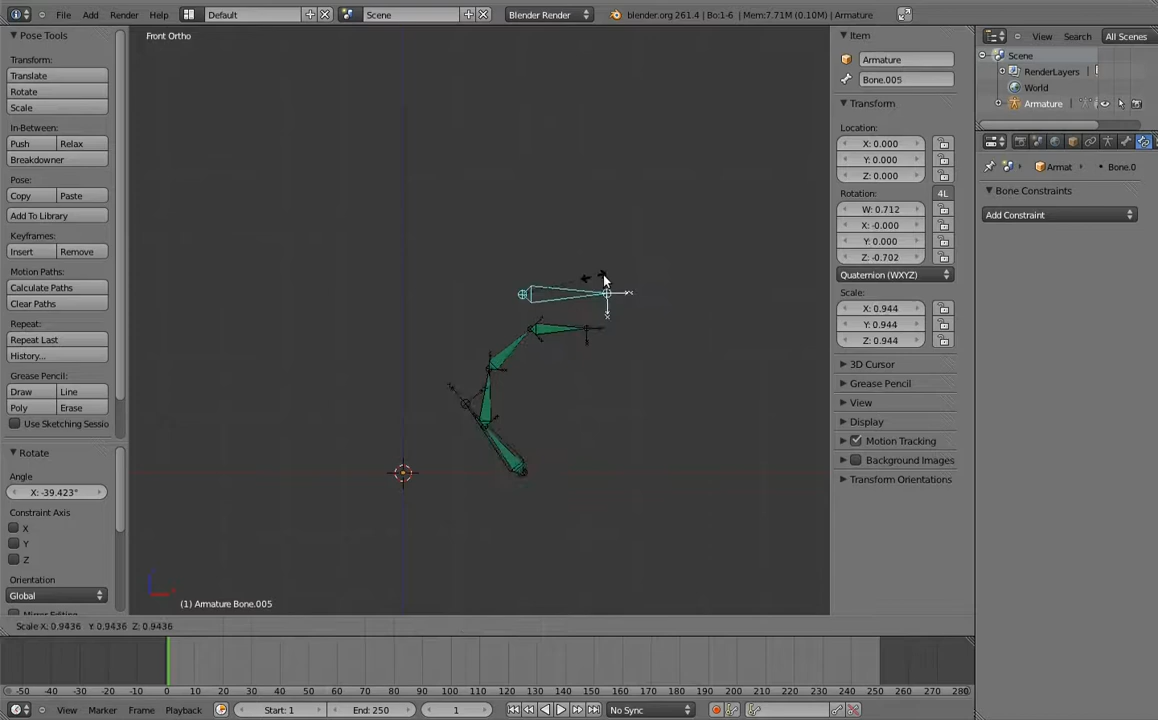 File Add Render Help Default Scene Blender Render blender.org 261.4 | Bo:1-6 | Mem:7.71M (0.10M) | Armature
Pose Tools
Transform:
Translate
Rotate
Scale
In-Between:
Push Relax
Breakdowner
Pose:
Copy Paste
Add To Library
Keyframes:
Insert Remove
Motion Paths:
Calculate Paths
Clear Paths
Repeat:
Repeat Last
History...
Grease Pencil:
Draw Line
Poly Erase
Use Sketching Sessio
Rotate
Angle
X: -39.423°
Constraint Axis
X
Y
Z
Orientation
Global
Front Ortho
(1) Armature Bone.005
Scale X: 0.9436 Y: 0.9436 Z: 0.9436
Item
Armature
Bone.005
Transform
Location:
X: 0.000
Y: 0.000
Z: 0.000
Rotation:
4L
W: 0.712
X: -0.000
Y: 0.000
Z: -0.702
Quaternion (WXYZ)
Scale:
X: 0.944
Y: 0.944
Z: 0.944
3D Cursor
Grease Pencil
View
Display
Motion Tracking
Background Images
Transform Orientations
View Search All Scenes
Scene
RenderLayers
World
Armature
Armat Bone.0
Bone Constraints
Add Constraint
-50 -40 -30 -20 -10 0 10 20 30 40 50 60 70 80 90 100 110 120 130 140 150 160 170 180 190 200 210 220 230 240 250 260 270 280
View Marker Frame Playback Start: 1 End: 250 1 No Sync